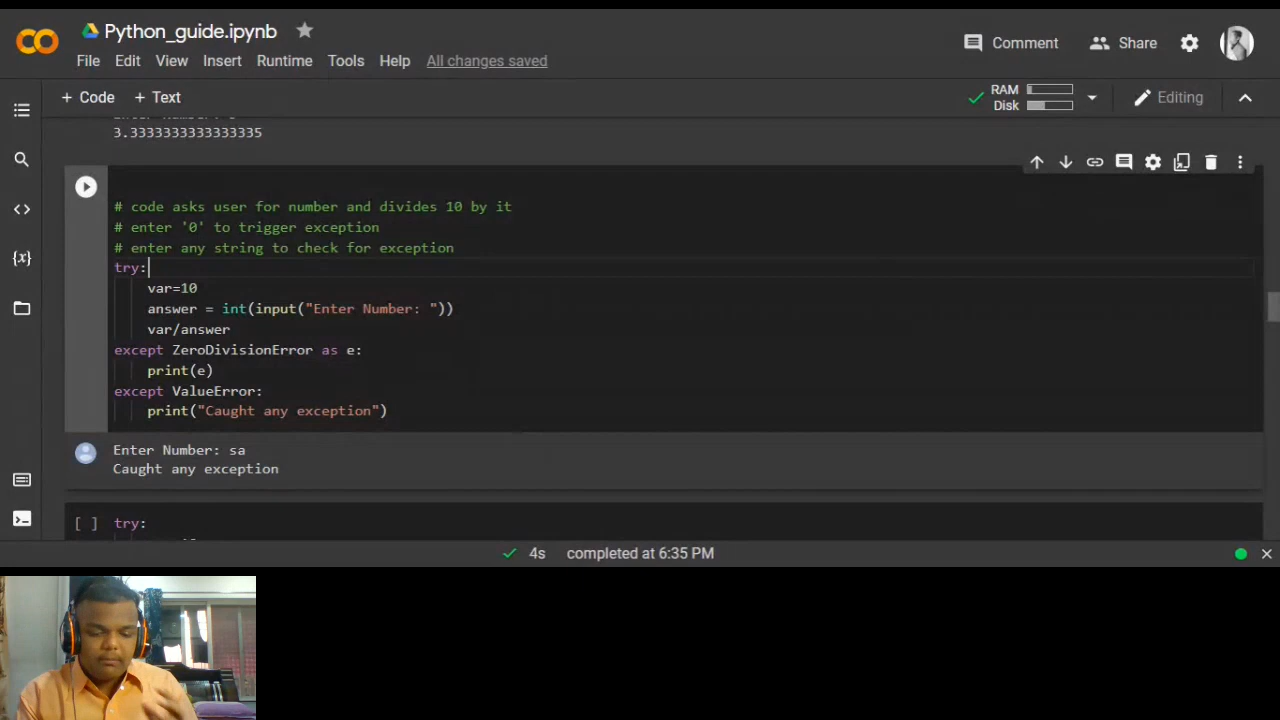 Python_guide.ipynb
File Edit View Insert Runtime Tools Help All changes saved
Comment Share
+ Code + Text
RAM
Disk
Editing
3.3333333333333335
# code asks user for number and divides 10 by it
# enter '0' to trigger exception
# enter any string to check for exception
try:
var=10
answer = int(input("Enter Number: "))
var/answer
except ZeroDivisionError as e:
print(e)
except ValueError:
print("Caught any exception")
Enter Number: sa
Caught any exception
[ ] try:
4s completed at 6:35 PM